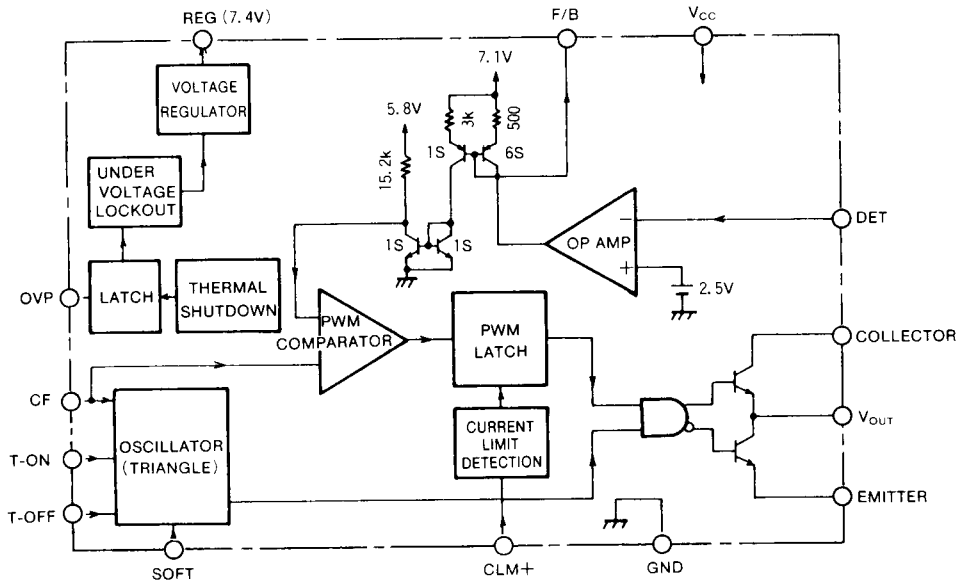 REG (7.4V)
F/B
VCC
VOLTAGE
REGULATOR
7.1V
5.8V
3k
500
15.2k
1S
6S
UNDER
VOLTAGE
LOCKOUT
1S
1S
OP AMP
−
+
DET
2.5V
OVP
LATCH
THERMAL
SHUTDOWN
PWM
COMPARATOR
PWM
LATCH
COLLECTOR
CF
OSCILLATOR
(TRIANGLE)
CURRENT
LIMIT
DETECTION
VOUT
T-ON
T-OFF
EMITTER
SOFT
CLM+
GND